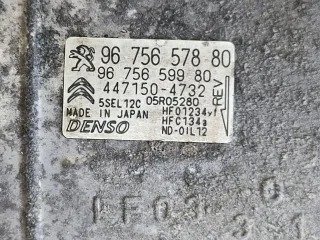 96 756 578 80
96 756 599 80
447150-4732
REV
5SEL12C 05R05280
MADE IN JAPAN HFO1234yf
HFC134a
DENSO ND-OIL12
LF03